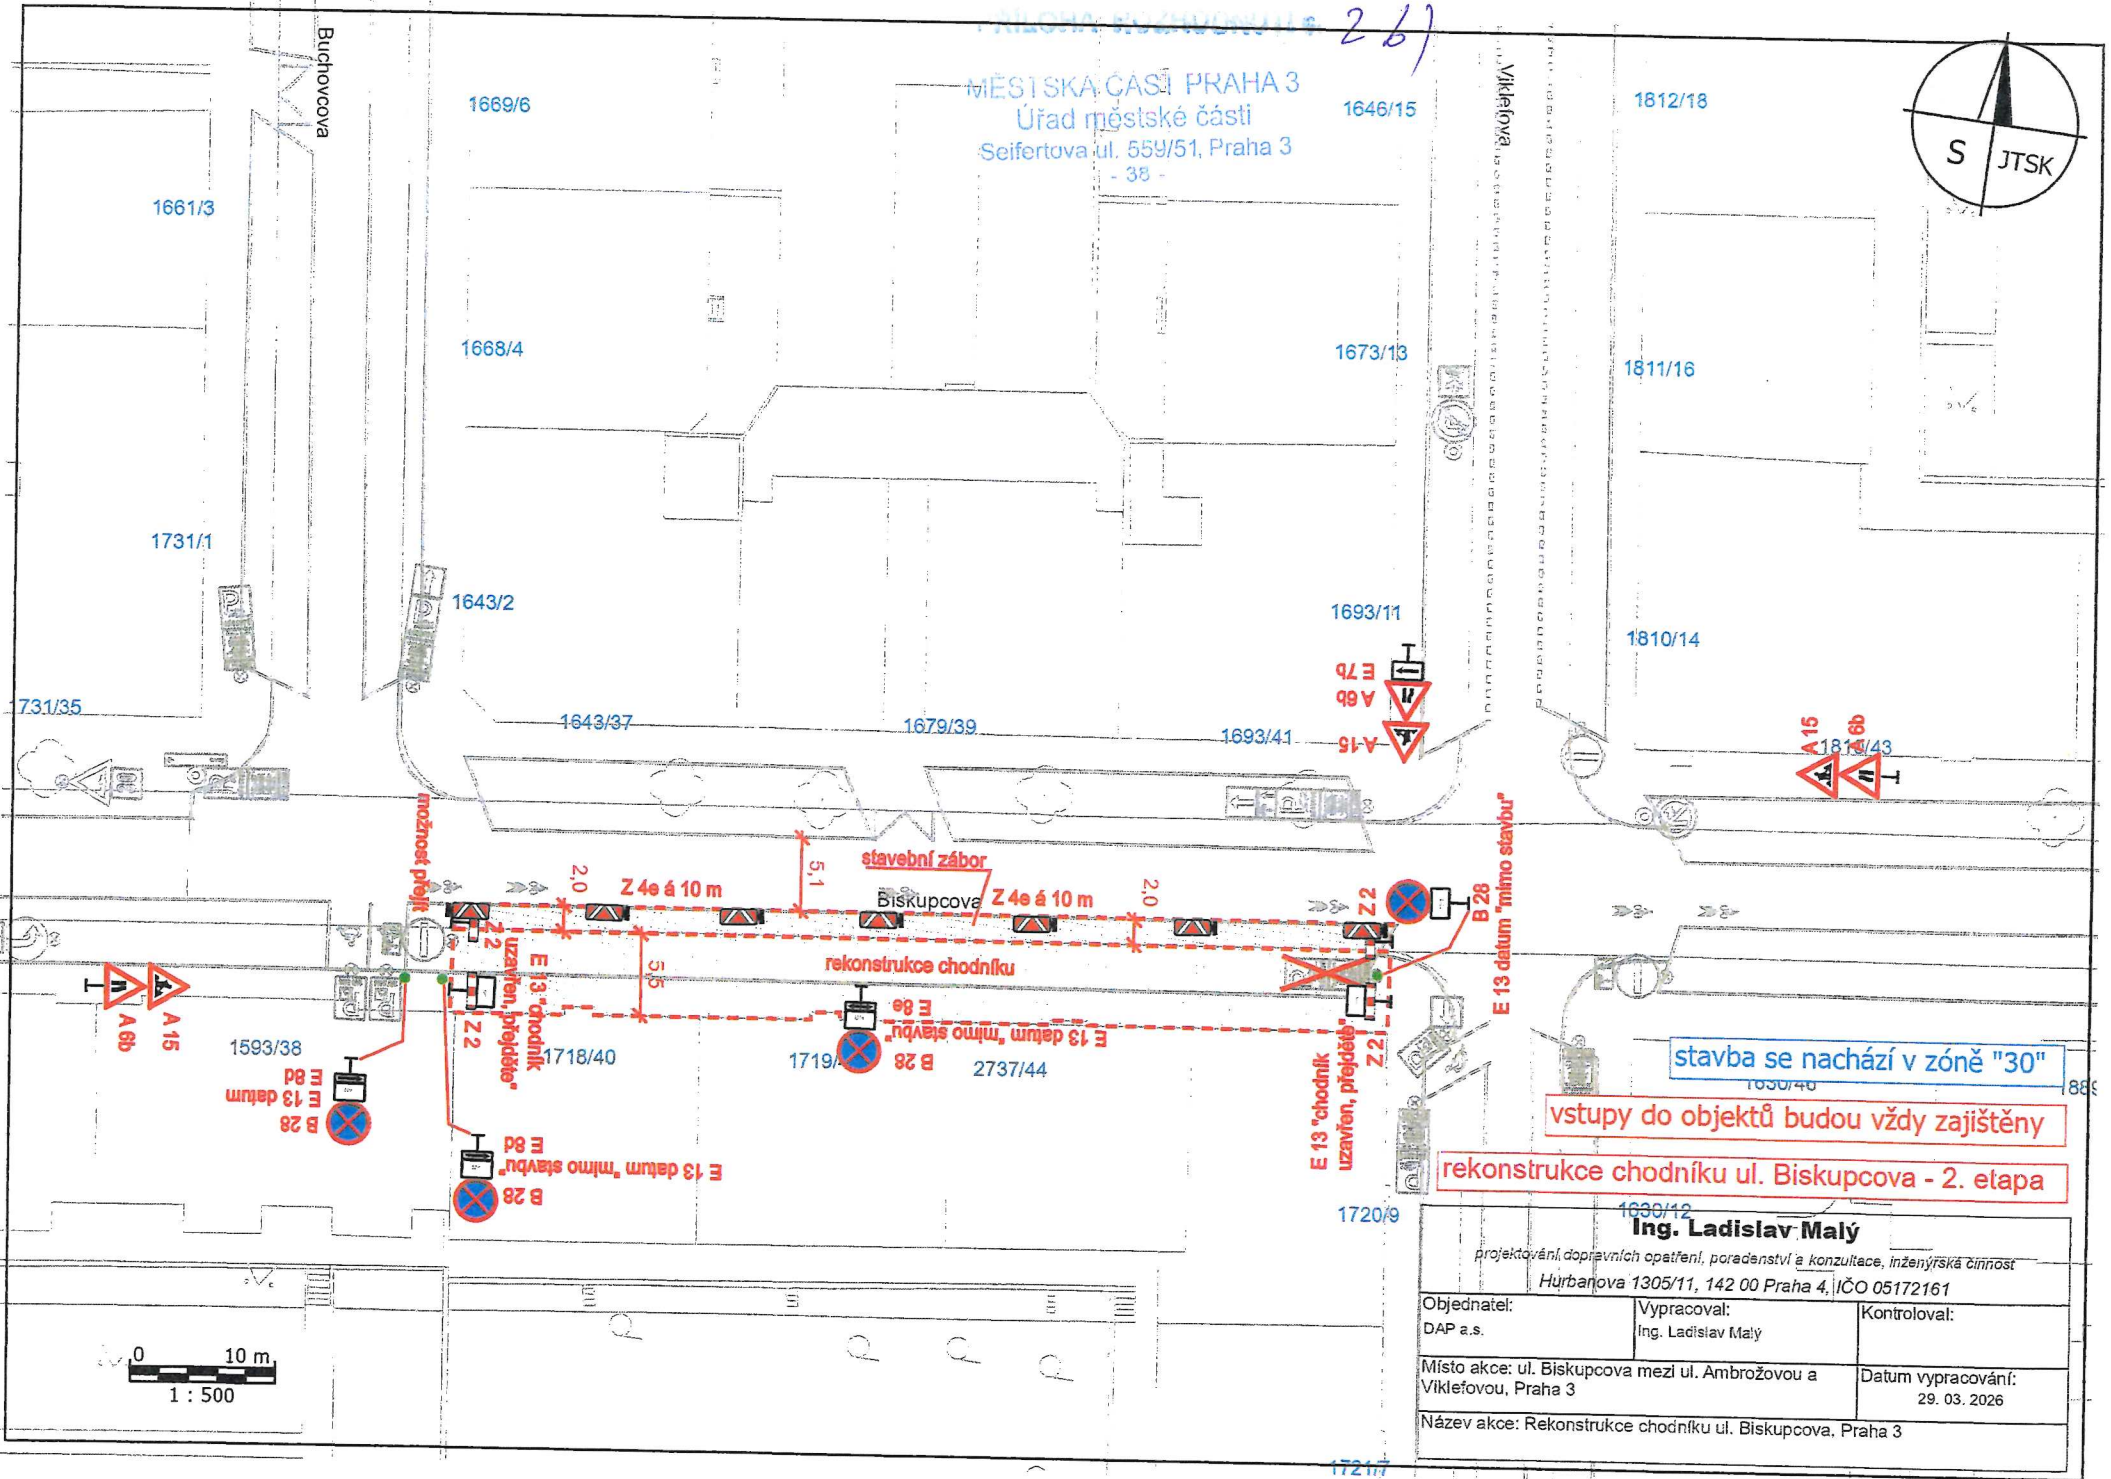 2 b)
MĚSTSKÁ ČÁST PRAHA 3
Úřad městské části
Seifertova ul. 559/51, Praha 3
- 38 -
Buchovcova
Viklefova
S JTSK
1669/6
1646/15
1812/18
1661/3
1668/4
1673/13
1811/16
1731/1
1643/2
1693/11
1810/14
E 7b
A 6b
A 15
731/35
1643/37
1679/39
1693/41
A 15
A 6b
možnost přejít
2,0
Z 4e á 10 m
5,1
stavební zábor
Biskupcova
Z 4e á 10 m
2,0
Z 2
B 28
E 13 datum "mimo stavbu"
Z 2
E 13 "chodník
uzavřen, přejděte"
5,5
rekonstrukce chodníku
A 6b
A 15
Z 2
E 8e
E 13 datum "mimo stavbu"
B 28
Z 2
E 13 "chodník
uzavřen, přejděte"
1593/38
1718/40
2737/44
E 8d
E 13 datum
B 28
E 8d
E 13 datum "mimo stavbu"
B 28
stavba se nachází v zóně "30"
vstupy do objektů budou vždy zajištěny
rekonstrukce chodníku ul. Biskupcova - 2. etapa
1720/9
1630/12
Ing. Ladislav Malý
projektování dopravních opatření, poradenství a konzultace, inženýrská činnost
Hurbanova 1305/11, 142 00 Praha 4, IČO 05172161
Objednatel:
DAP a.s.
Vypracoval:
Ing. Ladislav Malý
Kontroloval:
Místo akce: ul. Biskupcova mezi ul. Ambrožovou a
Viklefovou, Praha 3
Datum vypracování:
29. 03. 2026
Název akce: Rekonstrukce chodníku ul. Biskupcova, Praha 3
0 10 m
1 : 500
1721/7